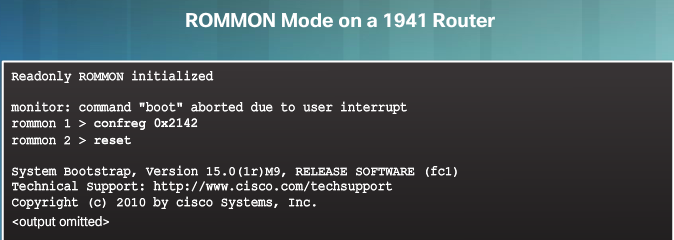 ROMMON Mode on a 1941 Router
Readonly ROMMON initialized
monitor: command "boot" aborted due to user interrupt
rommon 1 > confreg 0x2142
rommon 2 > reset
System Bootstrap, Version 15.0(1r)M9, RELEASE SOFTWARE (fc1)
Technical Support: http://www.cisco.com/techsupport
Copyright (c) 2010 by cisco Systems, Inc.
<output omitted>